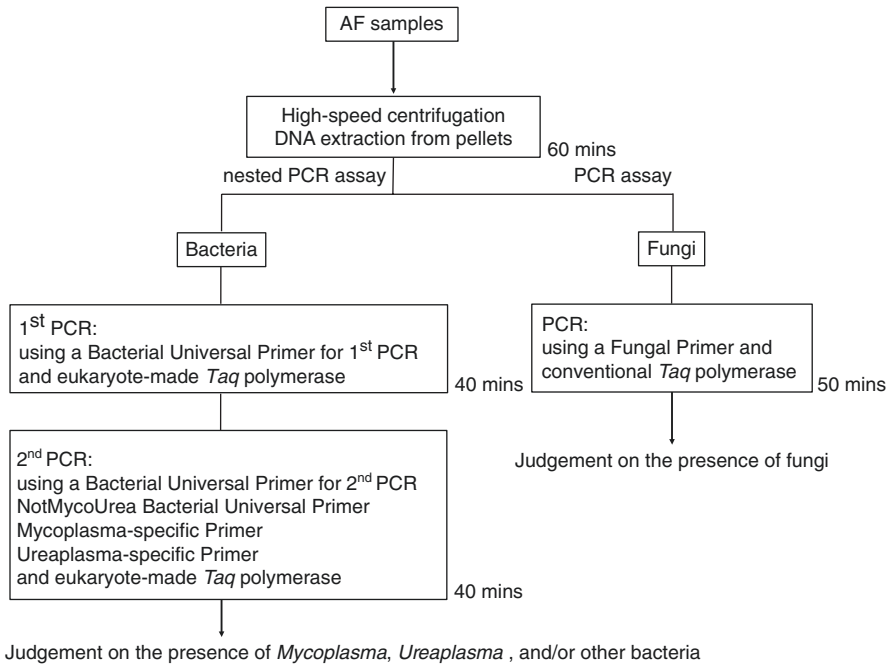 AF samples
High-speed centrifugation
DNA extraction from pellets
60 mins
nested PCR assay
PCR assay
Bacteria
Fungi
1st PCR:
using a Bacterial Universal Primer for 1st PCR
and eukaryote-made Taq polymerase
40 mins
PCR:
using a Fungal Primer and
conventional Taq polymerase
50 mins
Judgement on the presence of fungi
2nd PCR:
using a Bacterial Universal Primer for 2nd PCR
NotMycoUrea Bacterial Universal Primer
Mycoplasma-specific Primer
Ureaplasma-specific Primer
and eukaryote-made Taq polymerase
40 mins
Judgement on the presence of Mycoplasma, Ureaplasma , and/or other bacteria